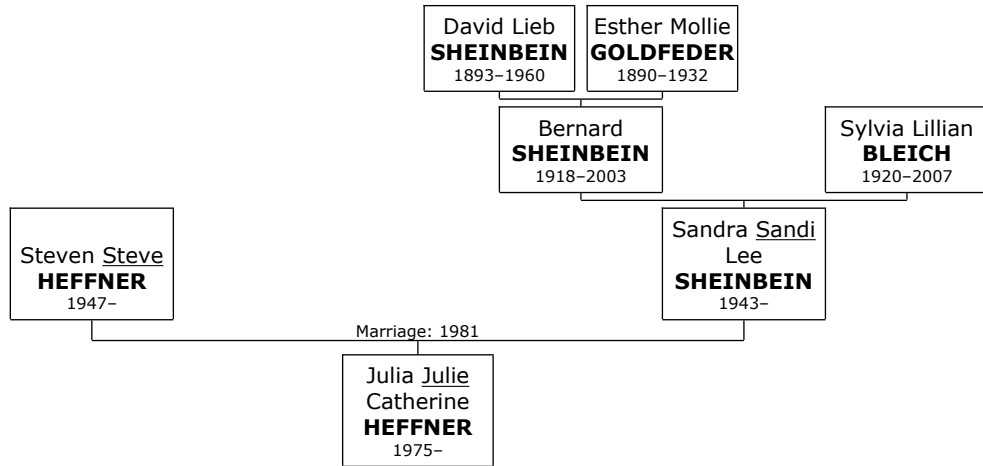 David Lieb
SHEINBEIN
1893–1960
Esther Mollie
GOLDFEDER
1890–1932
Bernard
SHEINBEIN
1918–2003
Sylvia Lillian
BLEICH
1920–2007
Steven Steve
HEFFNER
1947–
Sandra Sandi
Lee
SHEINBEIN
1943–
Marriage: 1981
Julia Julie
Catherine
HEFFNER
1975–